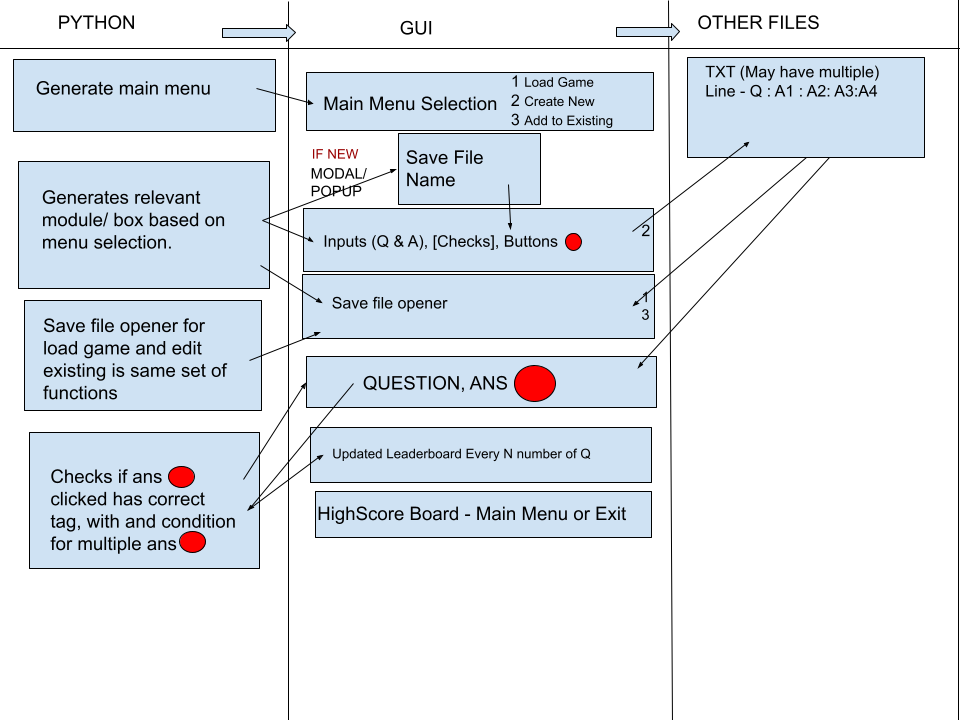 PYTHON
GUI
OTHER FILES
Generate main menu
Main Menu Selection
1 Load Game
2 Create New
3 Add to Existing
TXT (May have multiple)
Line - Q : A1 : A2: A3:A4
IF NEW
MODAL/
POPUP
Save File
Name
Generates relevant
module/ box based on
menu selection.
Inputs (Q & A), [Checks], Buttons
2
Save file opener
1
3
Save file opener for
load game and edit
existing is same set of
functions
QUESTION, ANS
Checks if ans
clicked has correct
tag, with and condition
for multiple ans
Updated Leaderboard Every N number of Q
HighScore Board - Main Menu or Exit